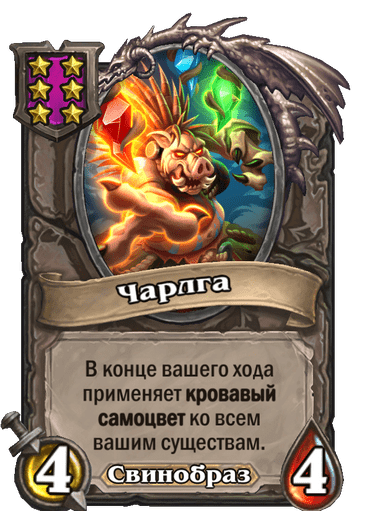 Чарлга
В конце вашего хода
применяет кровавый
самоцвет ко всем
вашим существам.
4
Свинобраз
4